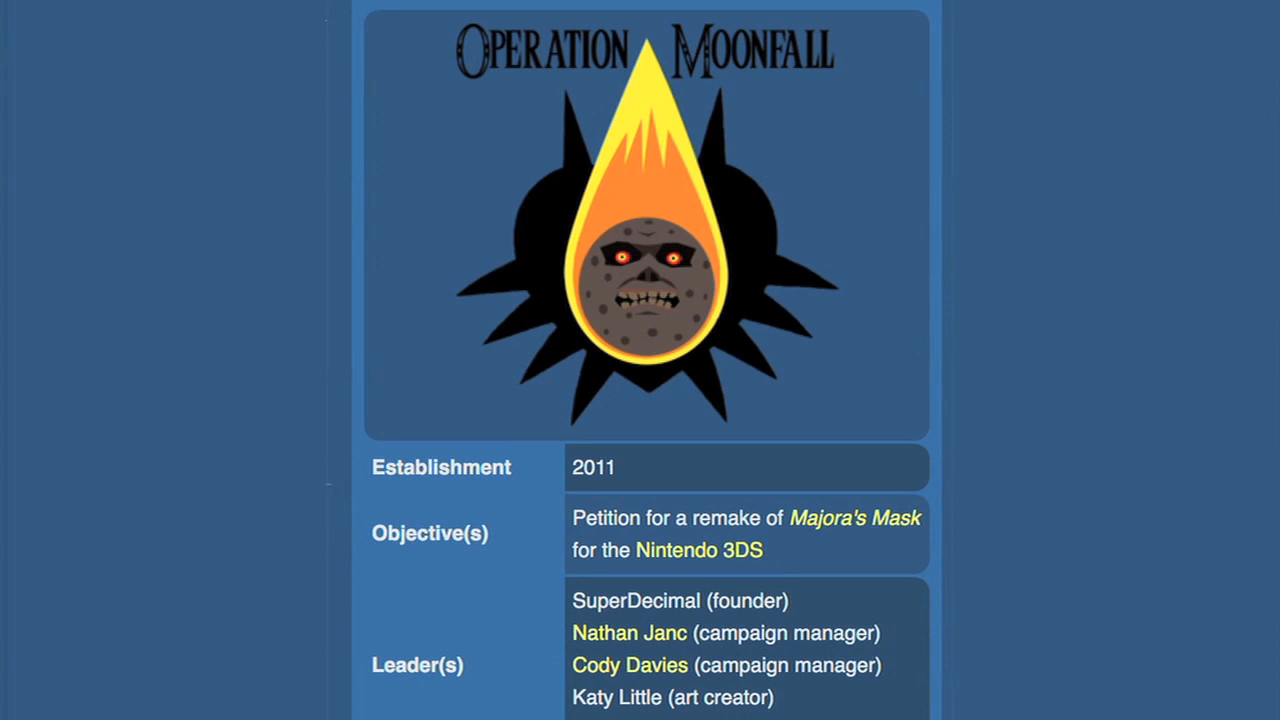 OPERATION MOONFALL
Establishment 2011
Objective(s)
Petition for a remake of Majora's Mask
for the Nintendo 3DS
Leader(s)
SuperDecimal (founder)
Nathan Janc (campaign manager)
Cody Davies (campaign manager)
Katy Little (art creator)